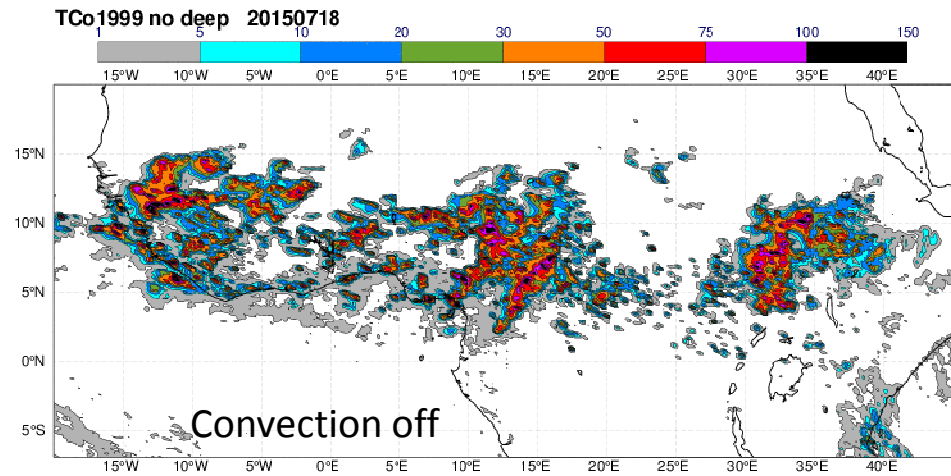 TCo1999 no deep 20150718
1 5 10 20 30 50 75 100 150
15°W 10°W 5°W 0°E 5°E 10°E 15°E 20°E 25°E 30°E 35°E 40°E
15°N
10°N
5°N
0°N
5°S
Convection off
15°W 10°W 5°W 0°E 5°E 10°E 15°E 20°E 25°E 30°E 35°E 40°E